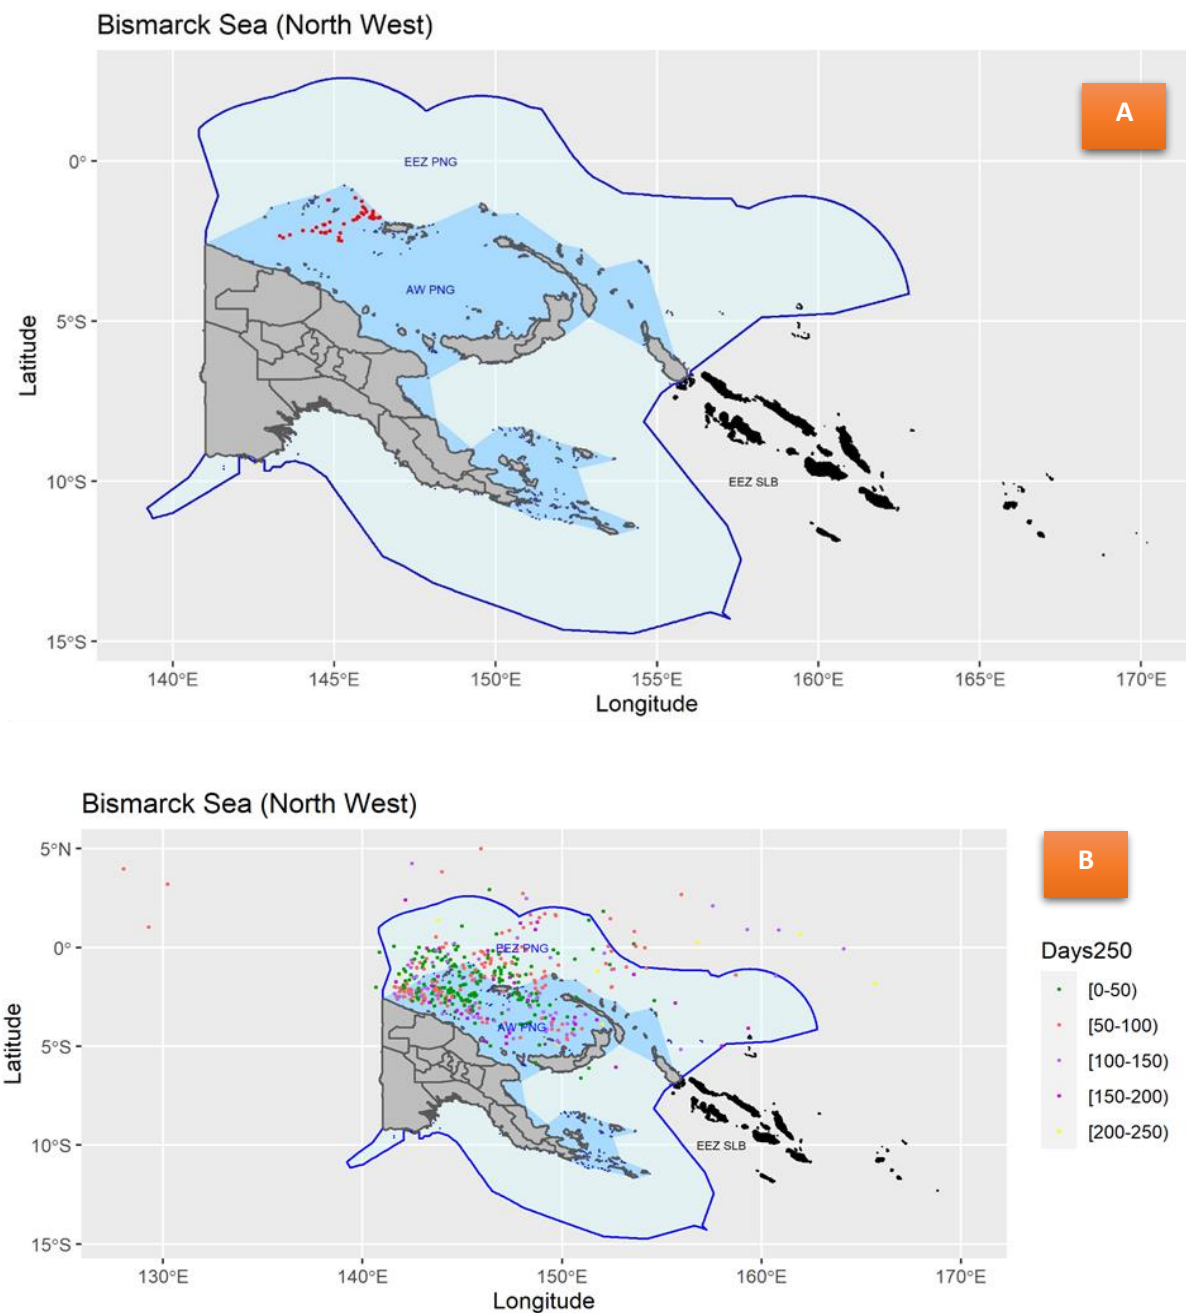 Bismarck Sea (North West)
A
EEZ PNG
AW PNG
EEZ SLB
0°
5°S
10°S
15°S
Latitude
140°E 145°E 150°E 155°E 160°E 165°E 170°E
Longitude
Bismarck Sea (North West)
B
5°N
0°
5°S
10°S
15°S
Latitude
EEZ PNG
AW PNG
EEZ SLB
Days250
[0-50)
[50-100)
[100-150)
[150-200)
[200-250)
130°E 140°E 150°E 160°E 170°E
Longitude